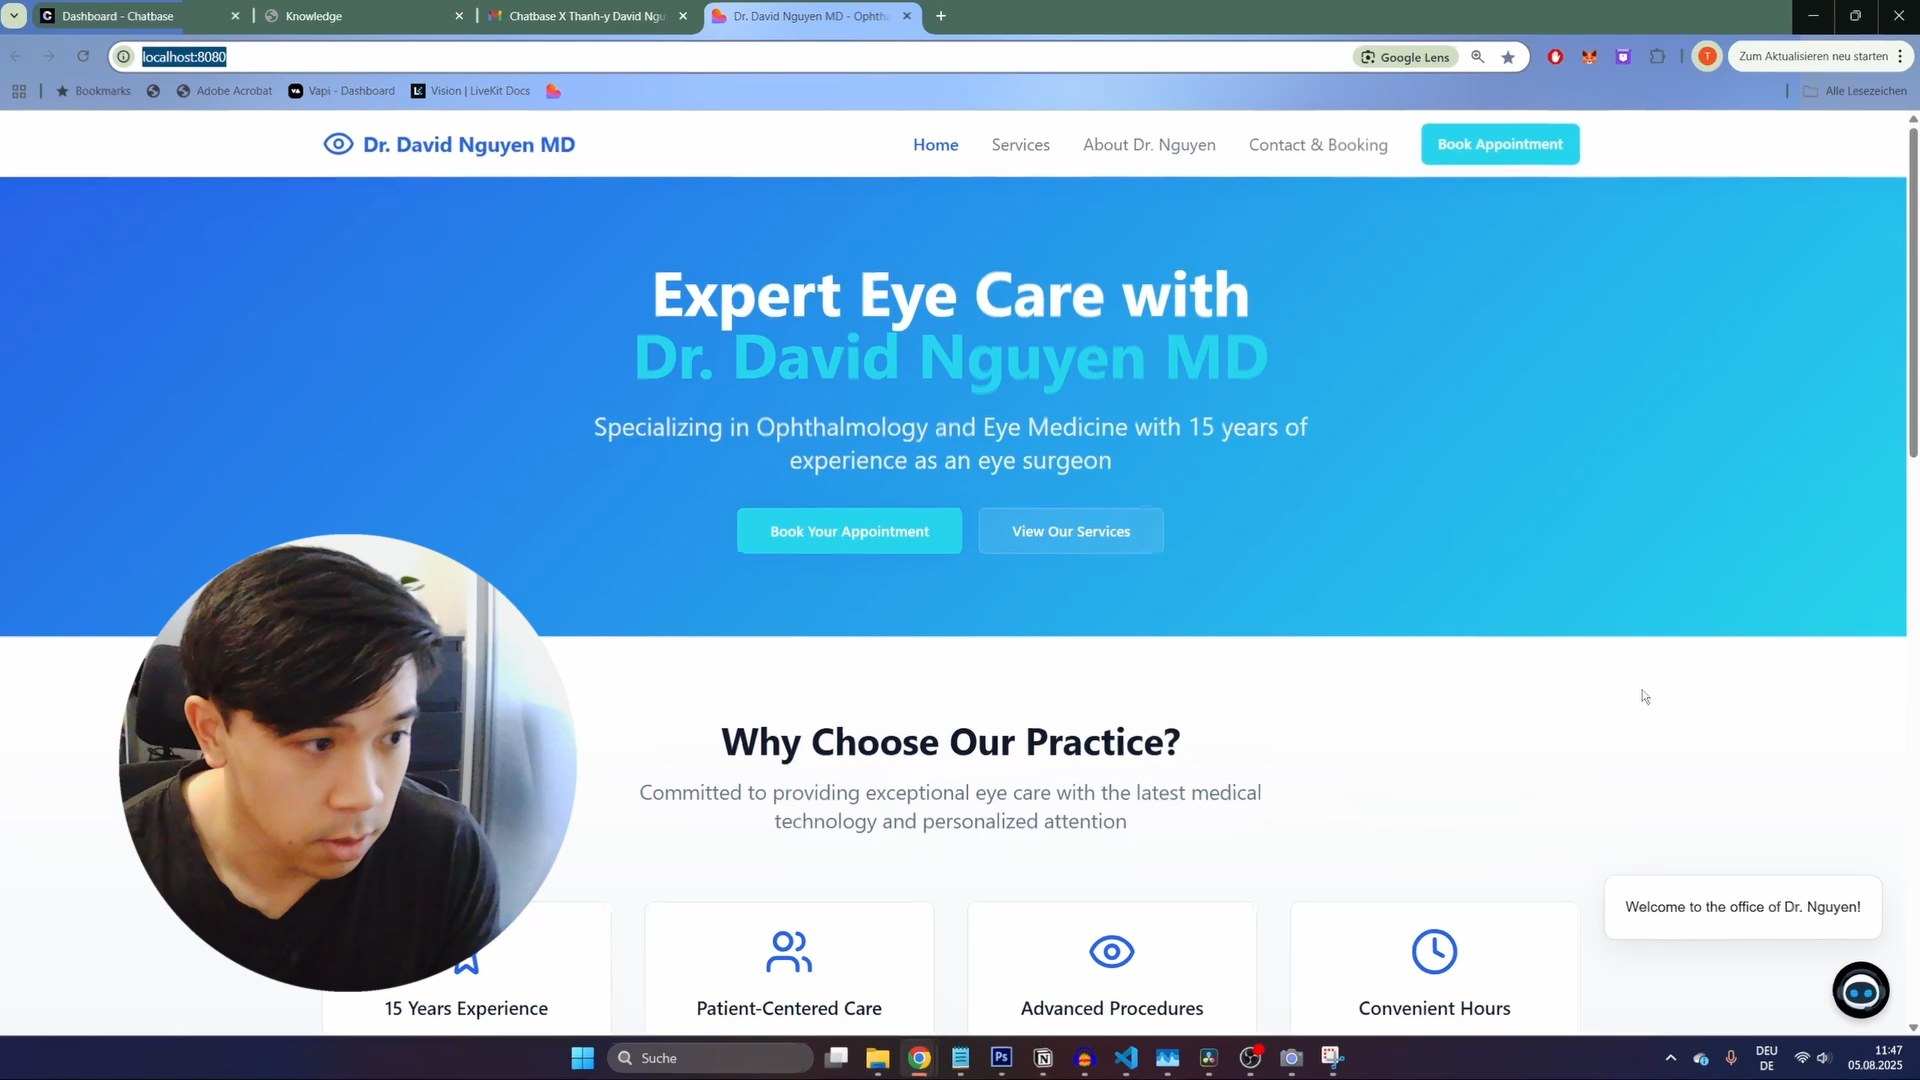 Dashboard - Chatbase
Knowledge
Chatbase X Thanh-y David Ngu
Dr. David Nguyen MD - Ophth
localhost:8080
Google Lens
T
Zum Aktualisieren neu starten
Bookmarks
Adobe Acrobat
Vapi - Dashboard
Vision | LiveKit Docs
Alle Lesezeichen
Dr. David Nguyen MD
Home
Services
About Dr. Nguyen
Contact & Booking
Book Appointment
Expert Eye Care with
Dr. David Nguyen MD
Specializing in Ophthalmology and Eye Medicine with 15 years of
experience as an eye surgeon
Book Your Appointment
View Our Services
Why Choose Our Practice?
Committed to providing exceptional eye care with the latest medical
technology and personalized attention
15 Years Experience
Patient-Centered Care
Advanced Procedures
Convenient Hours
Welcome to the office of Dr. Nguyen!
Suche
Ps
DEU
DE
11:47
05.08.2025